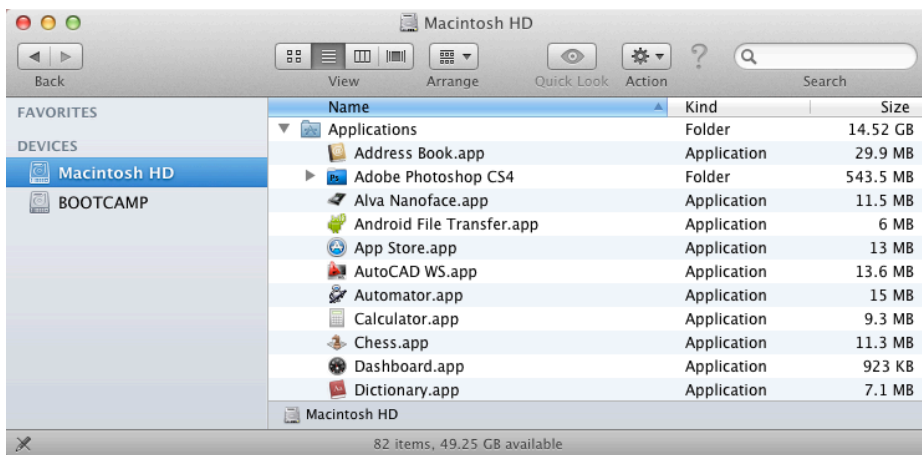 Macintosh HD
Back View Arrange Quick Look Action Search
FAVORITES
DEVICES
Macintosh HD
BOOTCAMP
Name Kind Size
Applications Folder 14.52 GB
Address Book.app Application 29.9 MB
Ps Adobe Photoshop CS4 Folder 543.5 MB
Alva Nanoface.app Application 11.5 MB
Android File Transfer.app Application 6 MB
App Store.app Application 13 MB
AutoCAD WS.app Application 13.6 MB
Automator.app Application 15 MB
Calculator.app Application 9.3 MB
Chess.app Application 11.3 MB
Dashboard.app Application 923 KB
Dictionary.app Application 7.1 MB
Macintosh HD
82 items, 49.25 GB available